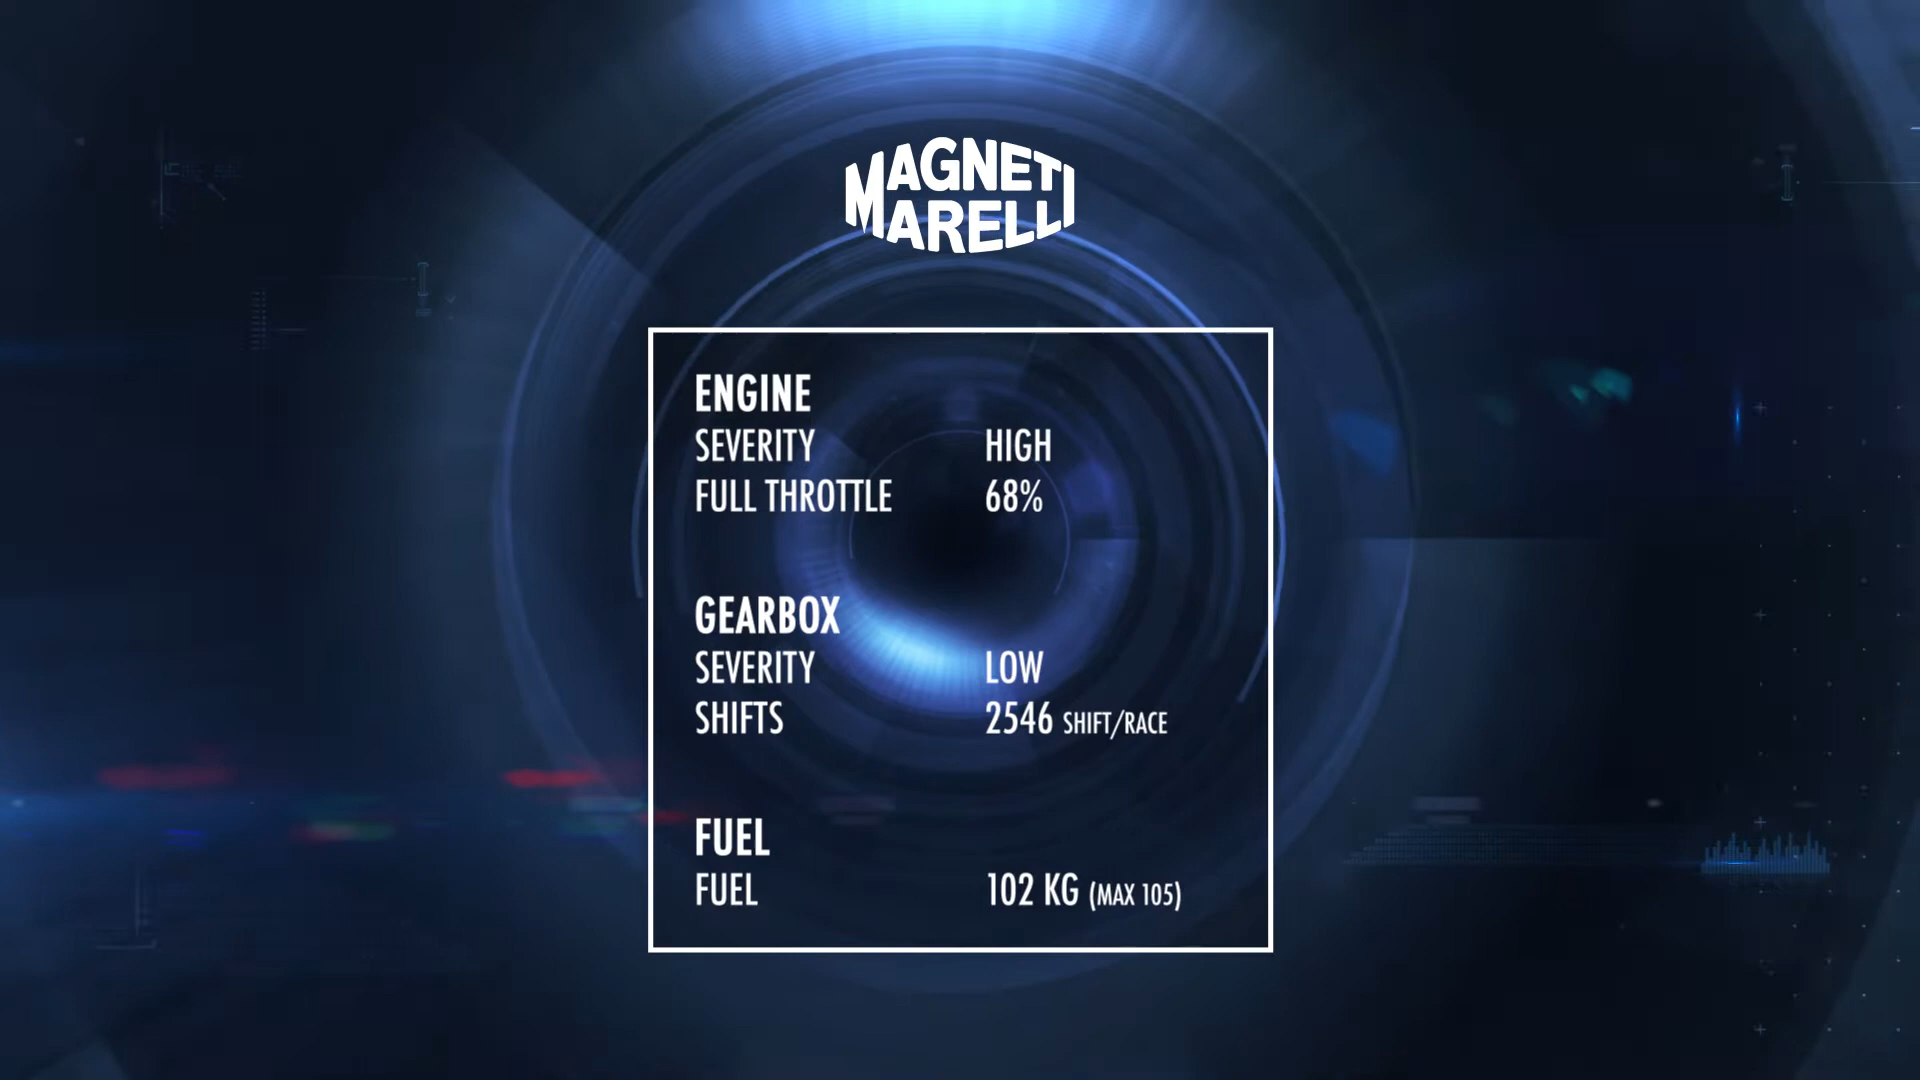 MAGNETI
MARELLI
ENGINE
SEVERITY HIGH
FULL THROTTLE 68%
GEARBOX
SEVERITY LOW
SHIFTS 2546 SHIFT/RACE
FUEL
FUEL 102 KG (MAX 105)